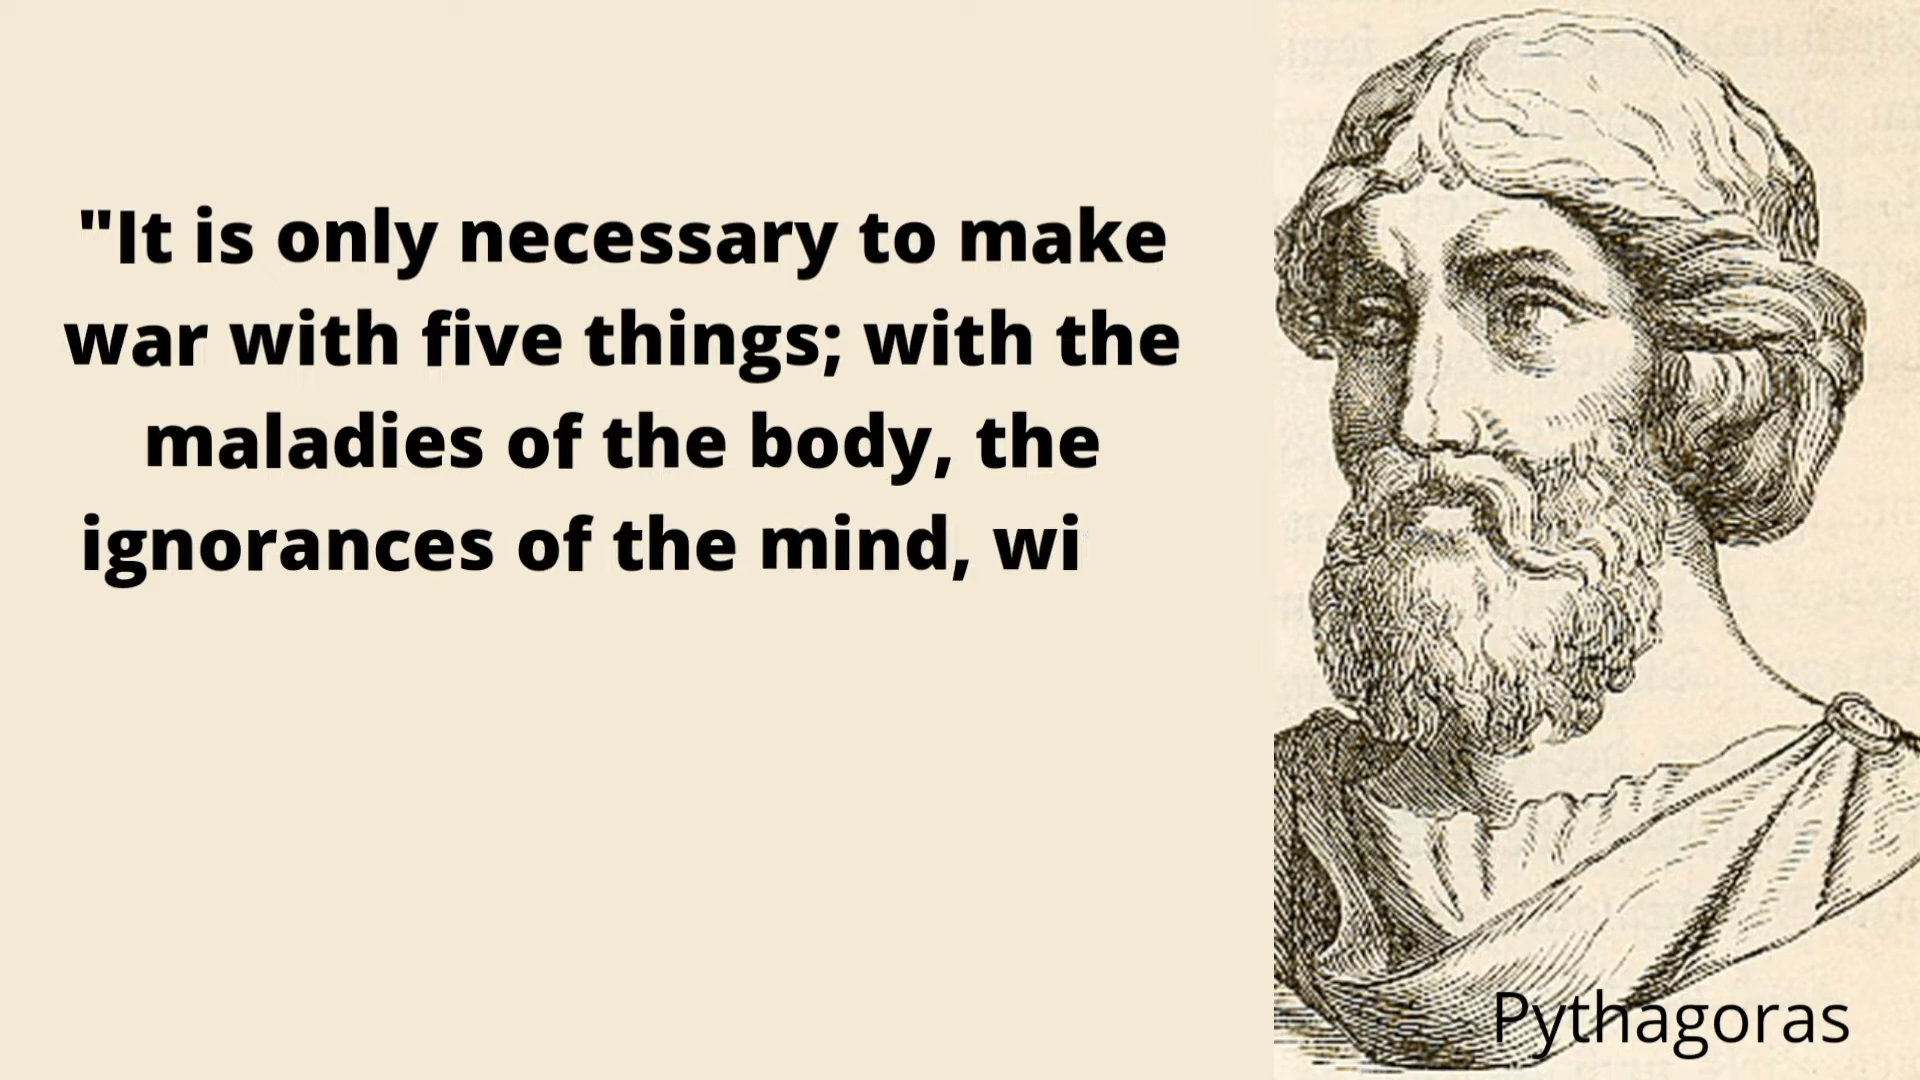 "It is only necessary to make
war with five things; with the
maladies of the body, the
ignorances of the mind, wi
Pythagoras